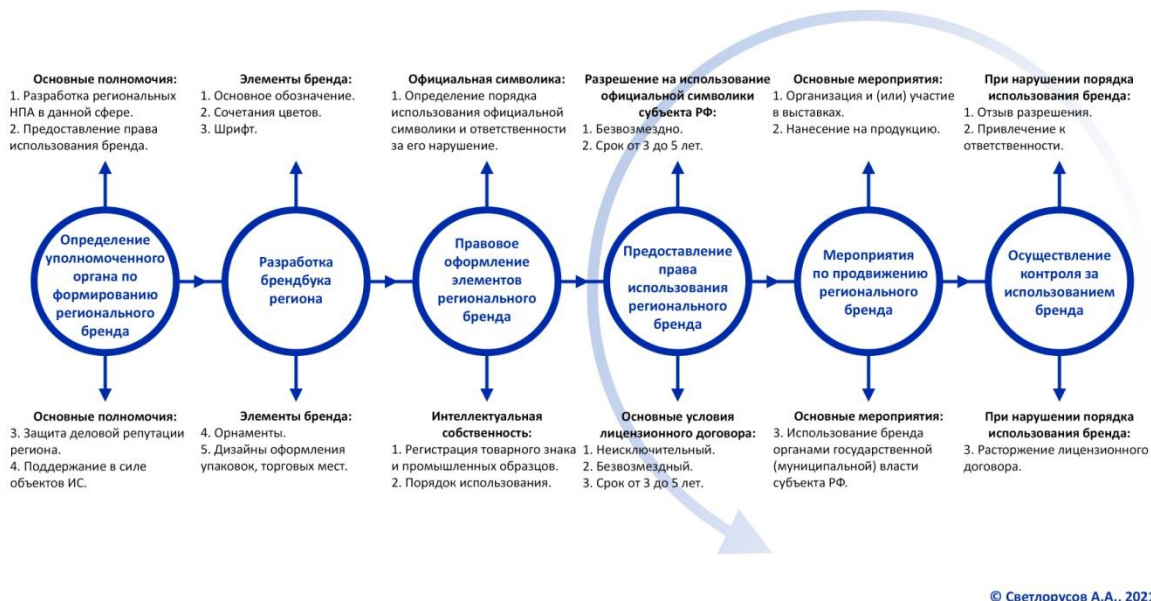 Основные полномочия:
1. Разработка региональных
НПА в данной сфере.
2. Предоставление права
использования бренда.
Элементы бренда:
1. Основное обозначение.
2. Сочетания цветов.
3. Шрифт.
Официальная символика:
1. Определение порядка
использования официальной
символики и ответственности
за его нарушение.
Разрешение на использование
официальной символики
субъекта РФ:
1. Безвозмездно.
2. Срок от 3 до 5 лет.
Основные мероприятия:
1. Организация и (или) участие
в выставках.
2. Нанесение на продукцию.
При нарушении порядка
использования бренда:
1. Отзыв разрешения.
2. Привлечение к
ответственности.
Определение
уполномоченного
органа по
формированию
регионального
бренда
Разработка
брендбука
региона
Правовое
оформление
элементов
регионального
бренда
Предоставление
права
использования
регионального
бренда
Мероприятия
по продвижению
регионального
бренда
Осуществление
контроля за
использованием
бренда
Основные полномочия:
3. Защита деловой репутации
региона.
4. Поддержание в силе
объектов ИС.
Элементы бренда:
4. Орнаменты.
5. Дизайны оформления
упаковок, торговых мест.
Интеллектуальная
собственность:
1. Регистрация товарного знака
и промышленных образцов.
2. Порядок использования.
Основные условия
лицензионного договора:
1. Неисключительный.
2. Безвозмездный.
3. Срок от 3 до 5 лет.
Основные мероприятия:
3. Использование бренда
органами государственной
(муниципальной) власти
субъекта РФ.
При нарушении порядка
использования бренда:
3. Расторжение лицензионного
договора.
© Светлорусов А.А., 2021